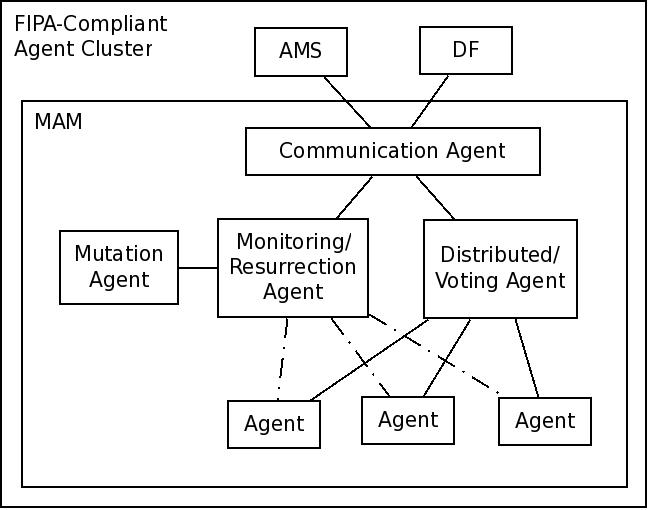 FIPA-Compliant
Agent Cluster
AMS
DF
MAM
Communication Agent
Mutation
Agent
Monitoring/
Resurrection
Agent
Distributed/
Voting Agent
Agent
Agent
Agent